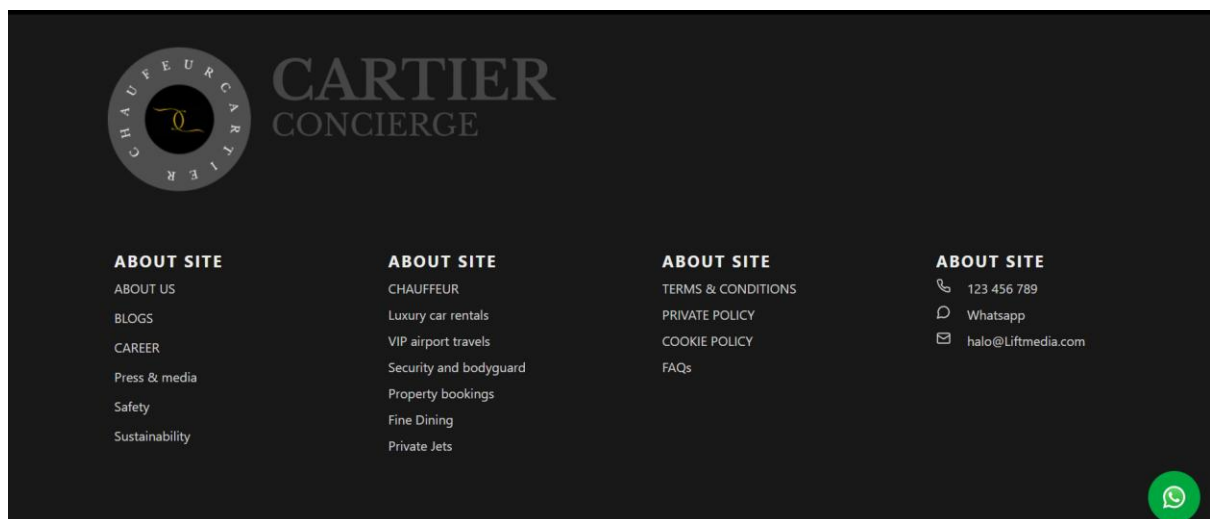 CHAUFEURCARTIER
CARTIER
CONCIERGE
ABOUT SITE
ABOUT US
BLOGS
CAREER
Press & media
Safety
Sustainability
ABOUT SITE
CHAUFFEUR
Luxury car rentals
VIP airport travels
Security and bodyguard
Property bookings
Fine Dining
Private Jets
ABOUT SITE
TERMS & CONDITIONS
PRIVATE POLICY
COOKIE POLICY
FAQs
ABOUT SITE
123 456 789
Whatsapp
halo@Liftmedia.com